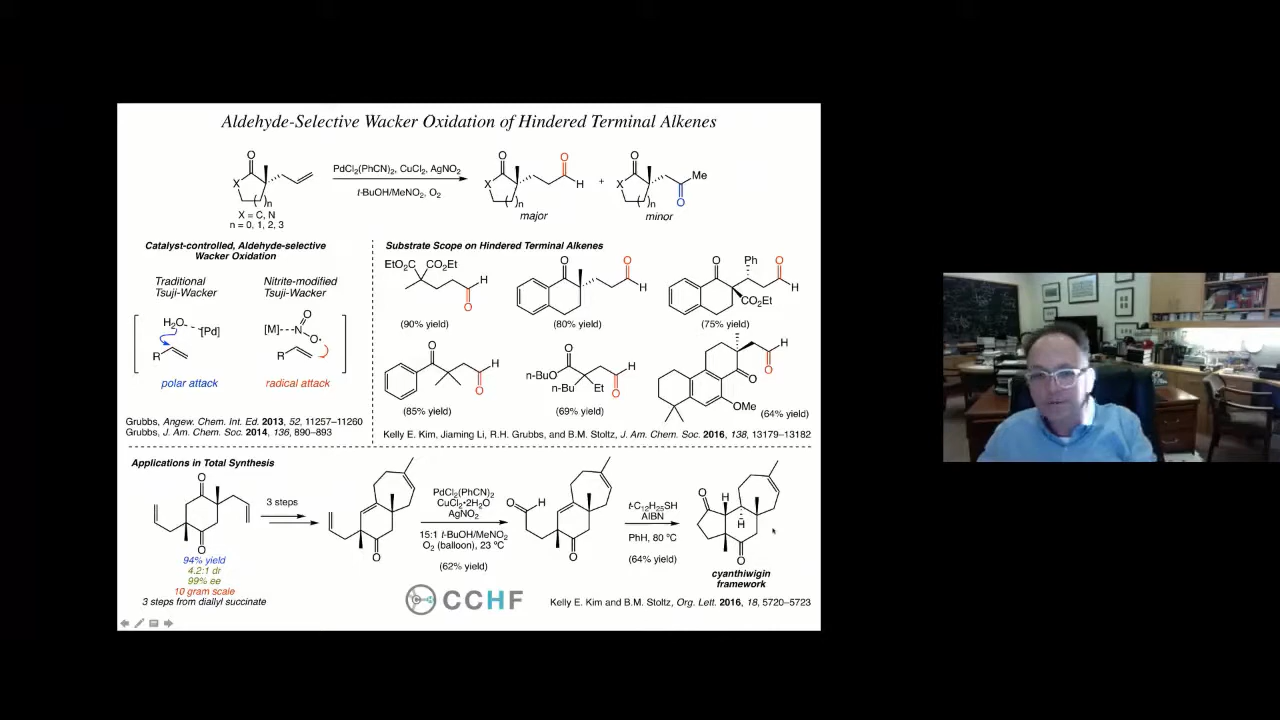 Aldehyde-Selective Wacker Oxidation of Hindered Terminal Alkenes
O
X
n
X = C, N
n = 0, 1, 2, 3
PdCl2(PhCN)2, CuCl2, AgNO2
t-BuOH/MeNO2, O2
O
X
n
O
H
major
+
O
X
n
Me
O
minor
Catalyst-controlled, Aldehyde-selective
Wacker Oxidation
Traditional
Tsuji-Wacker
Nitrite-modified
Tsuji-Wacker
H2O
[Pd]
R
polar attack
[M]
N
O
O
R
radical attack
Grubbs, Angew. Chem. Int. Ed. 2013, 52, 11257–11260
Grubbs, J. Am. Chem. Soc. 2014, 136, 890–893
Substrate Scope on Hindered Terminal Alkenes
EtO2C
CO2Et
H
O
(90% yield)
O
O
H
(80% yield)
O
Ph
O
H
CO2Et
(75% yield)
O
H
O
(85% yield)
O
n-BuO
n-Bu
Et
H
O
(69% yield)
H
O
O
OMe
(64% yield)
Kelly E. Kim, Jiaming Li, R.H. Grubbs, and B.M. Stoltz, J. Am. Chem. Soc. 2016, 138, 13179–13182
Applications in Total Synthesis
O
O
94% yield
4.2:1 dr
99% ee
10 gram scale
3 steps from diallyl succinate
3 steps
O
PdCl2(PhCN)2
CuCl2•2H2O
AgNO2
15:1 t-BuOH/MeNO2
O2 (balloon), 23 ºC
(62% yield)
O
H
O
t-C12H25SH
AIBN
PhH, 80 ºC
(64% yield)
O
H
H
O
cyanthiwigin
framework
CCHF
Kelly E. Kim and B.M. Stoltz, Org. Lett. 2016, 18, 5720–5723